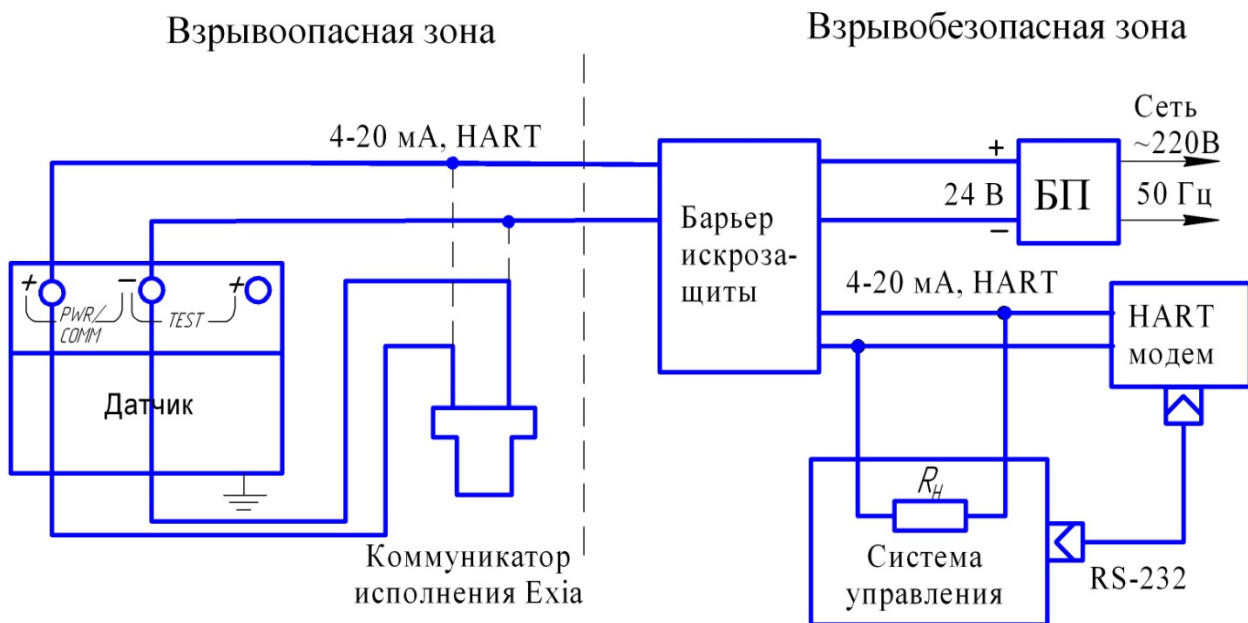 Взрывоопасная зона
Взрывобезопасная зона
4-20 мА, HART
Сеть
~220В
+
24 В
−
БП
50 Гц
Барьер
искроза-
щиты
+ − +
PWR/
COMM
TEST
Датчик
4-20 мА, HART
HART
модем
RH
Система
управления
RS-232
Коммуникатор
исполнения Exia